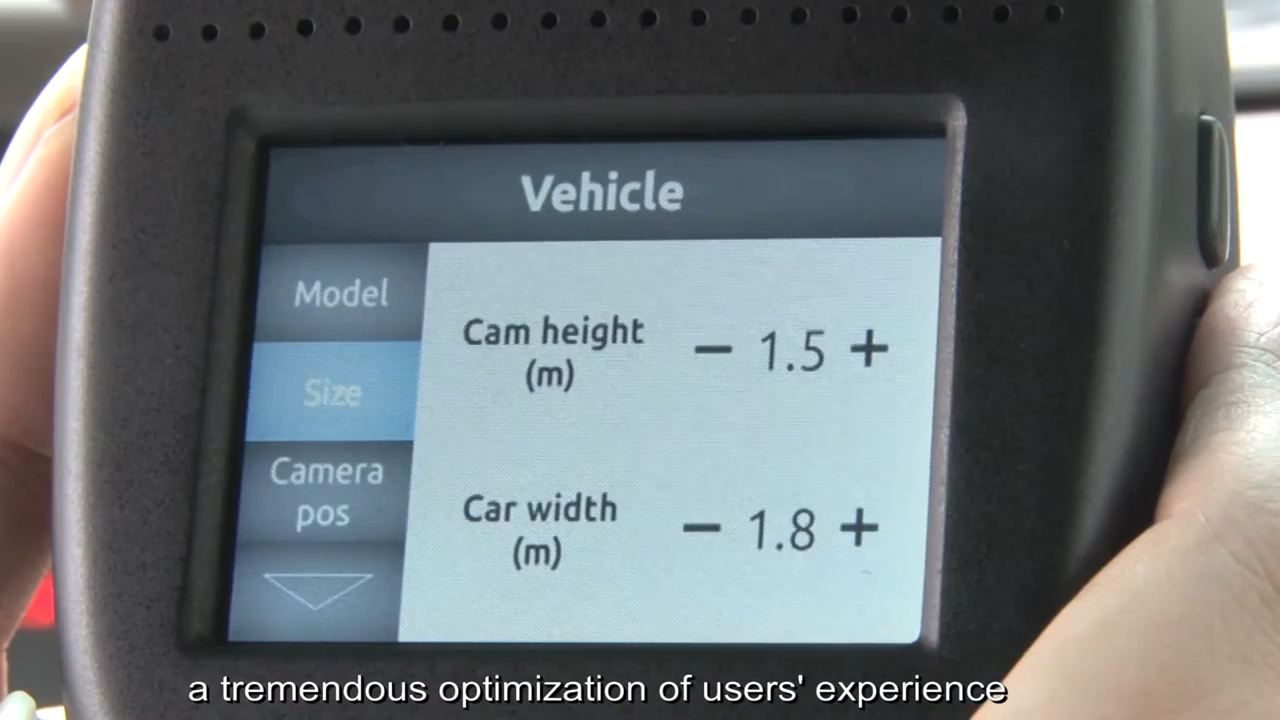 Vehicle
Model
Size
Camera
pos
Cam height
(m)
− 1.5 +
Car width
(m)
− 1.8 +
a tremendous optimization of users' experience